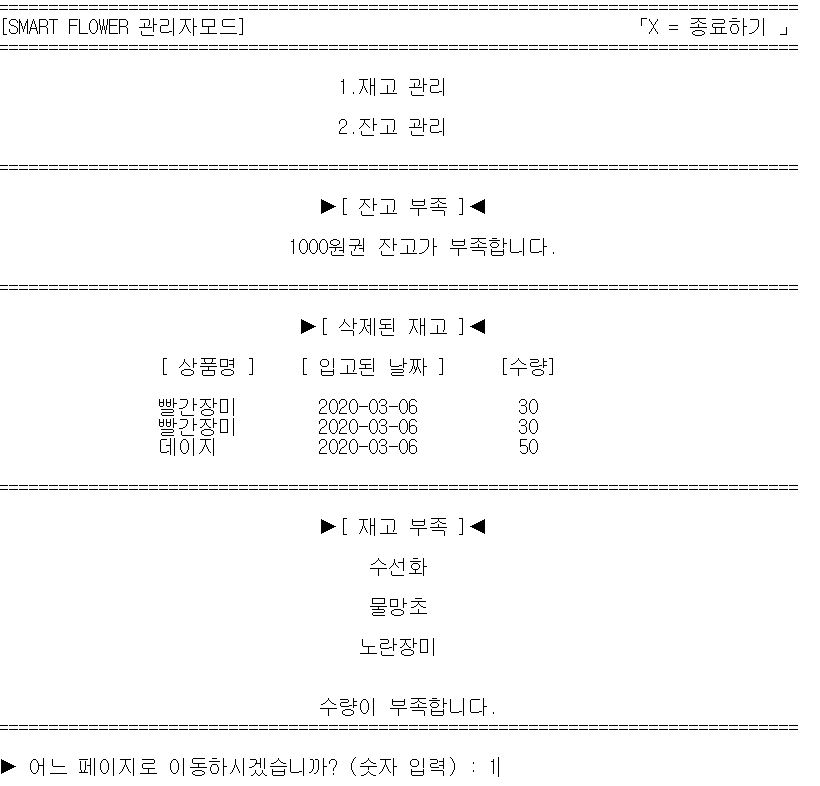 ================================================================================
[SMART FLOWER 관리자모드] 「X = 종료하기 」
================================================================================
1.재고 관리
2.잔고 관리
================================================================================
▶[ 잔고 부족 ]◀
1000원권 잔고가 부족합니다.
================================================================================
▶[ 삭제된 재고 ]◀
[ 상품명 ] [ 입고된 날짜 ] [수량]
빨간장미 2020-03-06 30
빨간장미 2020-03-06 30
데이지 2020-03-06 50
================================================================================
▶[ 재고 부족 ]◀
수선화
물망초
노란장미
수량이 부족합니다.
================================================================================
▶ 어느 페이지로 이동하시겠습니까? (숫자 입력) : 1